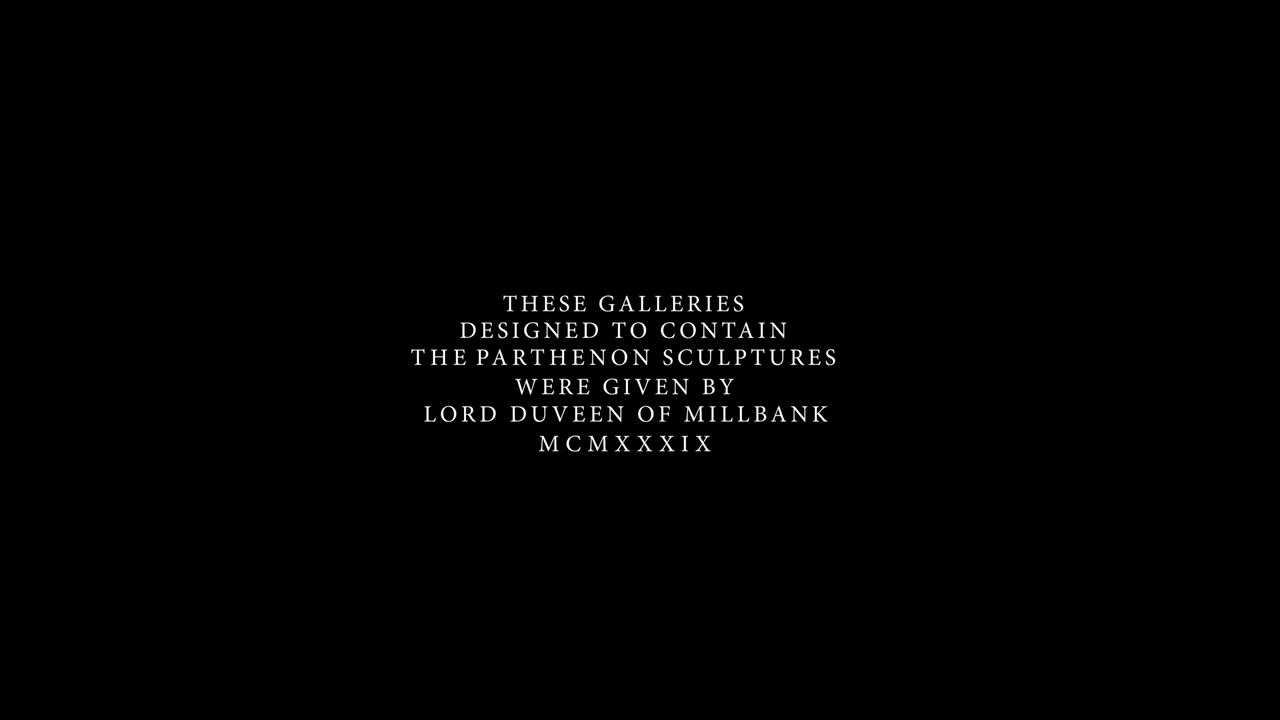 THESE GALLERIES
DESIGNED TO CONTAIN
THE PARTHENON SCULPTURES
WERE GIVEN BY
LORD DUVEEN OF MILLBANK
MCMXXXIX